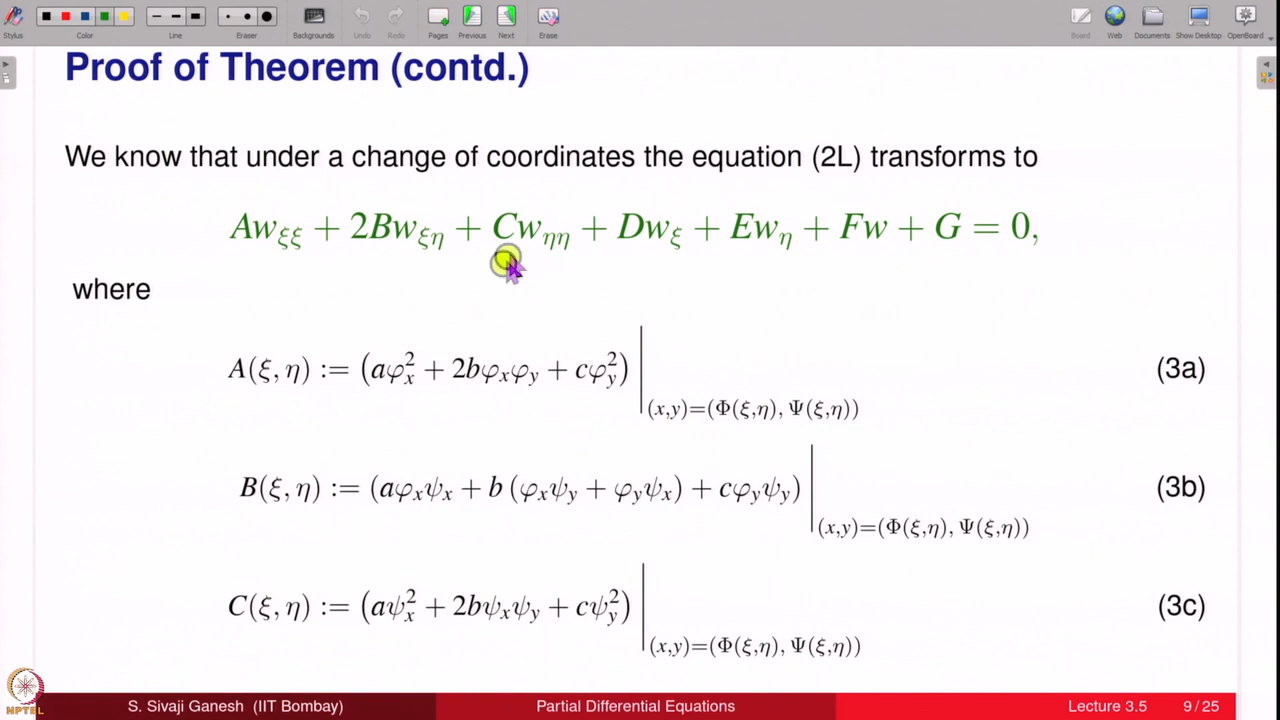 Stylus
Color
Line
Eraser
Backgrounds
Undo
Redo
Pages
Previous
Next
Erase
Board
Web
Documents
Show Desktop
OpenBoard
Proof of Theorem (contd.)
We know that under a change of coordinates the equation (2L) transforms to
Aw_{ξξ} + 2Bw_{ξη} + Cw_{ηη} + Dw_ξ + Ew_η + Fw + G = 0,
where
A(ξ, η) := (aφ_x^2 + 2bφ_xφ_y + cφ_y^2) |_{(x,y)=(Φ(ξ,η), Ψ(ξ,η))} (3a)
B(ξ, η) := (aφ_xψ_x + b (φ_xψ_y + φ_yψ_x) + cφ_yψ_y) |_{(x,y)=(Φ(ξ,η), Ψ(ξ,η))} (3b)
C(ξ, η) := (aψ_x^2 + 2bψ_xψ_y + cψ_y^2) |_{(x,y)=(Φ(ξ,η), Ψ(ξ,η))} (3c)
NPTEL
S. Sivaji Ganesh (IIT Bombay)
Partial Differential Equations
Lecture 3.5
9 / 25